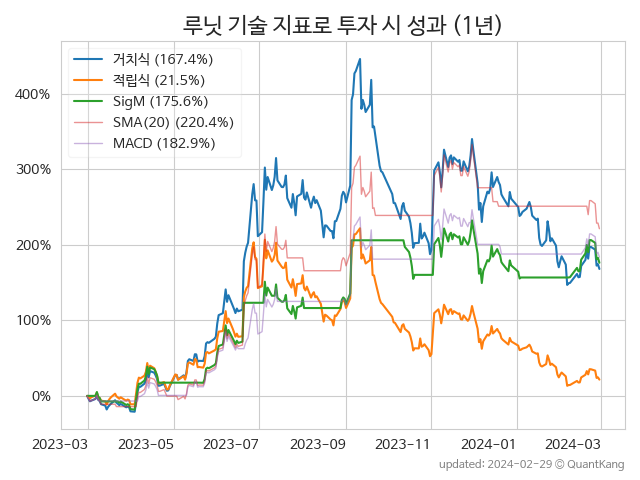 루닛 기술 지표로 투자 시 성과 (1년)
거치식 (167.4%)
적립식 (21.5%)
SigM (175.6%)
SMA(20) (220.4%)
MACD (182.9%)
400%
300%
200%
100%
0%
2023-03 2023-05 2023-07 2023-09 2023-11 2024-01 2024-03
updated: 2024-02-29 © QuantKang